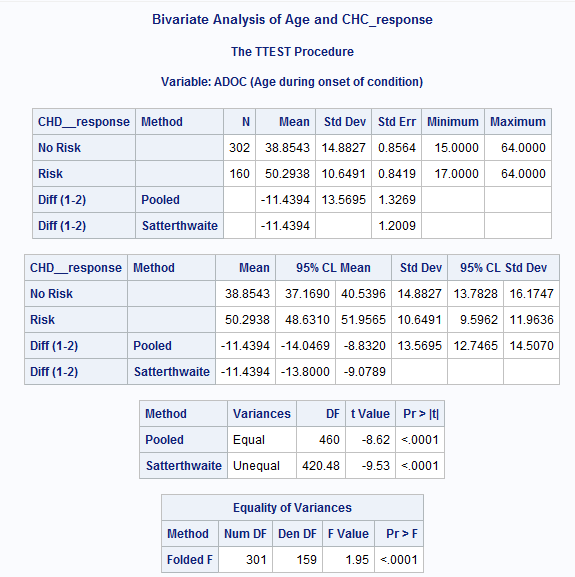 Bivariate Analysis of Age and CHC_response
The TTEST Procedure
Variable: ADOC (Age during onset of condition)
CHD__response Method N Mean Std Dev Std Err Minimum Maximum
No Risk 302 38.8543 14.8827 0.8564 15.0000 64.0000
Risk 160 50.2938 10.6491 0.8419 17.0000 64.0000
Diff (1-2) Pooled -11.4394 13.5695 1.3269
Diff (1-2) Satterthwaite -11.4394 1.2009
CHD__response Method Mean 95% CL Mean Std Dev 95% CL Std Dev
No Risk 38.8543 37.1690 40.5396 14.8827 13.7828 16.1747
Risk 50.2938 48.6310 51.9565 10.6491 9.5962 11.9636
Diff (1-2) Pooled -11.4394 -14.0469 -8.8320 13.5695 12.7465 14.5070
Diff (1-2) Satterthwaite -11.4394 -13.8000 -9.0789
Method Variances DF t Value Pr > |t|
Pooled Equal 460 -8.62 <.0001
Satterthwaite Unequal 420.48 -9.53 <.0001
Equality of Variances
Method Num DF Den DF F Value Pr > F
Folded F 301 159 1.95 <.0001